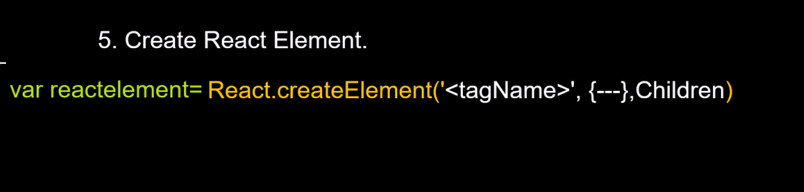 5. Create React Element.
var reactelement= React.createElement('<tagName>', {---},Children)